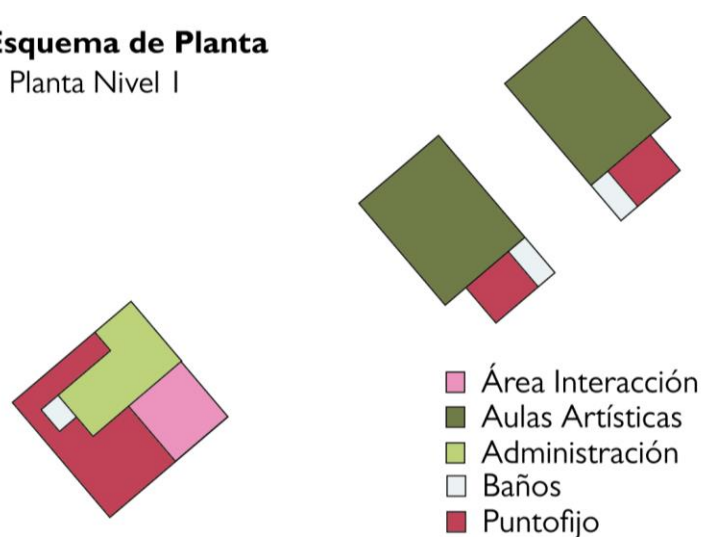 Esquema de Planta
Planta Nivel 1
Área Interacción
Aulas Artísticas
Administración
Baños
Puntofijo